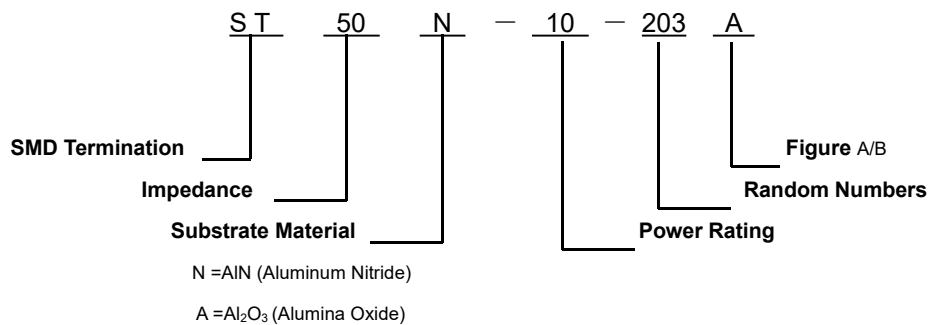 ST 50 N — 10 — 203 A
SMD Termination
Figure A/B
Impedance
Random Numbers
Substrate Material
Power Rating
N =AlN (Aluminum Nitride)
A =Al₂O₃ (Alumina Oxide)